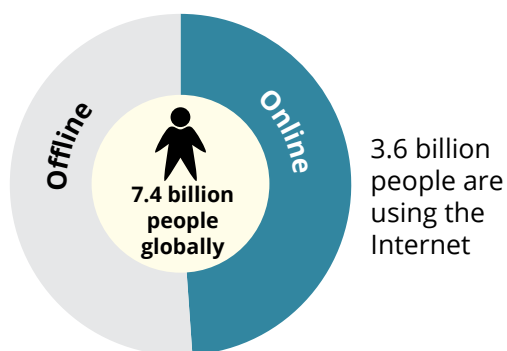 Offline
Online
7.4 billion
people
globally
3.6 billion
people are
using the
Internet